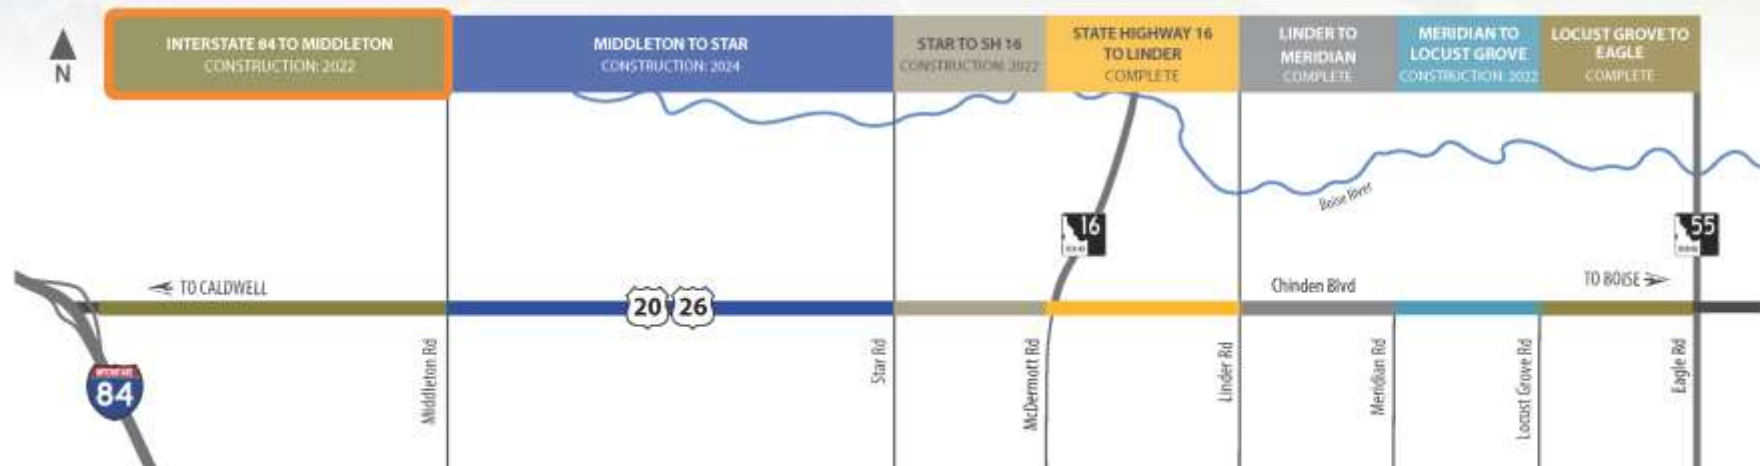 N
INTERSTATE 84 TO MIDDLETON
CONSTRUCTION: 2022
MIDDLETON TO STAR
CONSTRUCTION: 2024
STAR TO SH 16
CONSTRUCTION: 2022
STATE HIGHWAY 16
TO LINDER
COMPLETE
LINDER TO
MERIDIAN
COMPLETE
MERIDIAN TO
LOCUST GROVE
CONSTRUCTION: 2022
LOCUST GROVE TO
EAGLE
COMPLETE
Boise River
16
55
TO CALDWELL
20
26
Chinden Blvd
TO BOISE
INTERSTATE
84
Middleton Rd
Star Rd
McDermott Rd
Linder Rd
Meridian Rd
Locust Grove Rd
Eagle Rd